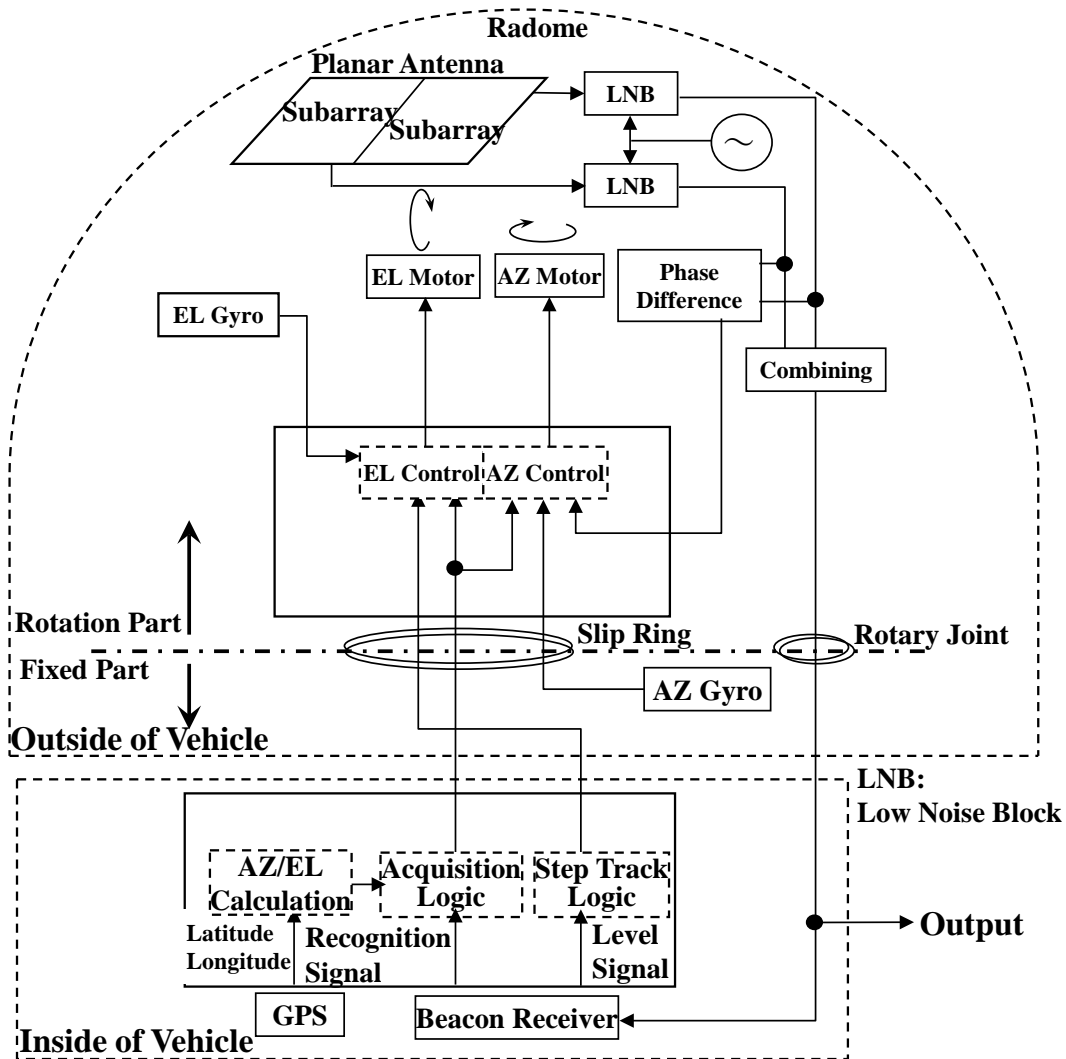 Radome
Planar Antenna
Subarray
Subarray
LNB
LNB
EL Motor
AZ Motor
Phase
Difference
EL Gyro
Combining
EL Control
AZ Control
Rotation Part
Slip Ring
Rotary Joint
Fixed Part
AZ Gyro
Outside of Vehicle
LNB:
Low Noise Block
AZ/EL
Calculation
Acquisition
Logic
Step Track
Logic
Latitude
Longitude
Recognition
Signal
Level
Signal
Output
GPS
Beacon Receiver
Inside of Vehicle